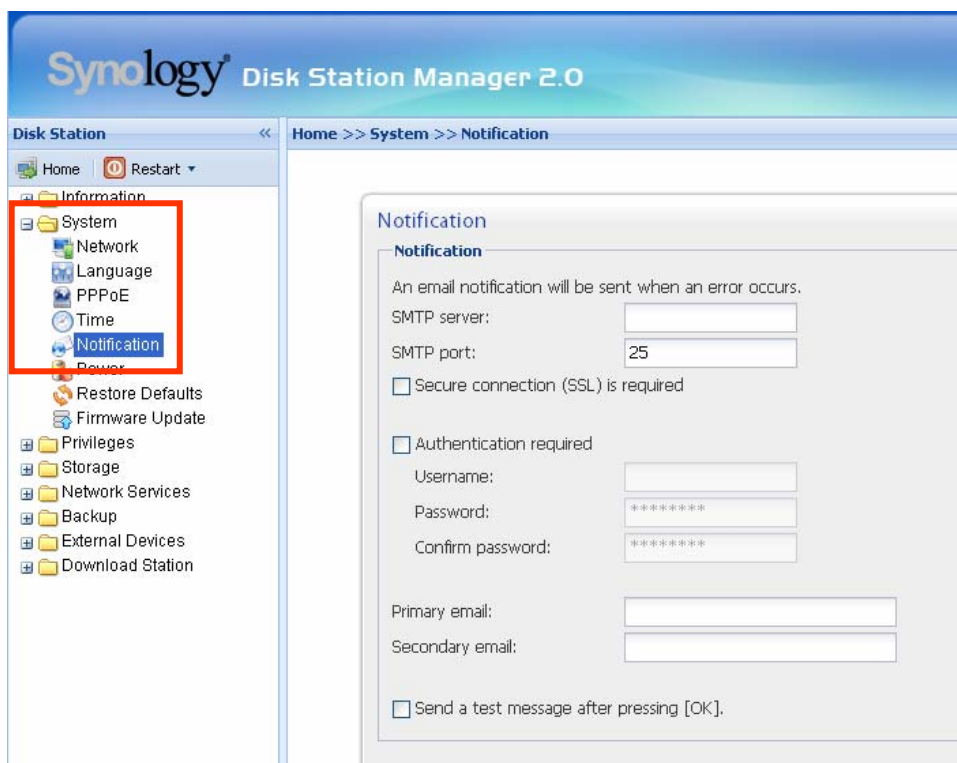 Synology Disk Station Manager 2.0
Disk Station «
Home >> System >> Notification
Home Restart
Information
System
Network
Language
PPPoE
Time
Notification
Power
Restore Defaults
Firmware Update
Privileges
Storage
Network Services
Backup
External Devices
Download Station
Notification
Notification
An email notification will be sent when an error occurs.
SMTP server:
SMTP port: 25
Secure connection (SSL) is required
Authentication required
Username:
Password: ********
Confirm password: ********
Primary email:
Secondary email:
Send a test message after pressing [OK].